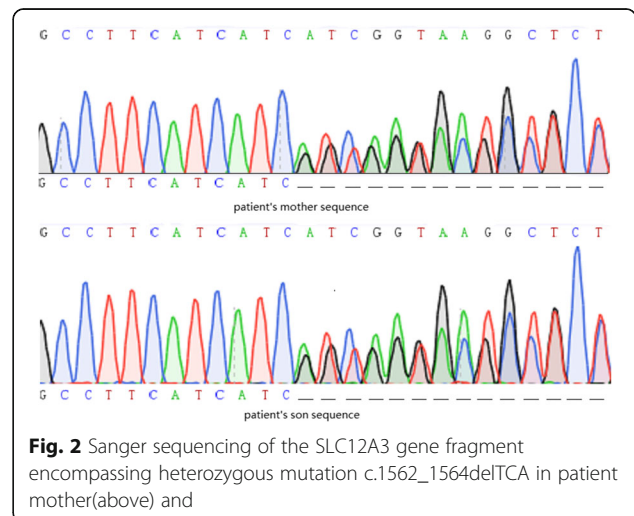 G C C T T C A T C A T C A T C G G T A A G G C T C T
G C C T T C A T C A T C _ _ _ _ _ _ _ _ _ _ _ _ _ _
patient's mother sequence
G C C T T C A T C A T C A T C G G T A A G G C T C T
G C C T T C A T C A T C _ _ _ _ _ _ _ _ _ _ _ _ _ _
patient's son sequence
Fig. 2 Sanger sequencing of the SLC12A3 gene fragment
encompassing heterozygous mutation c.1562_1564delTCA in patient
mother(above) and